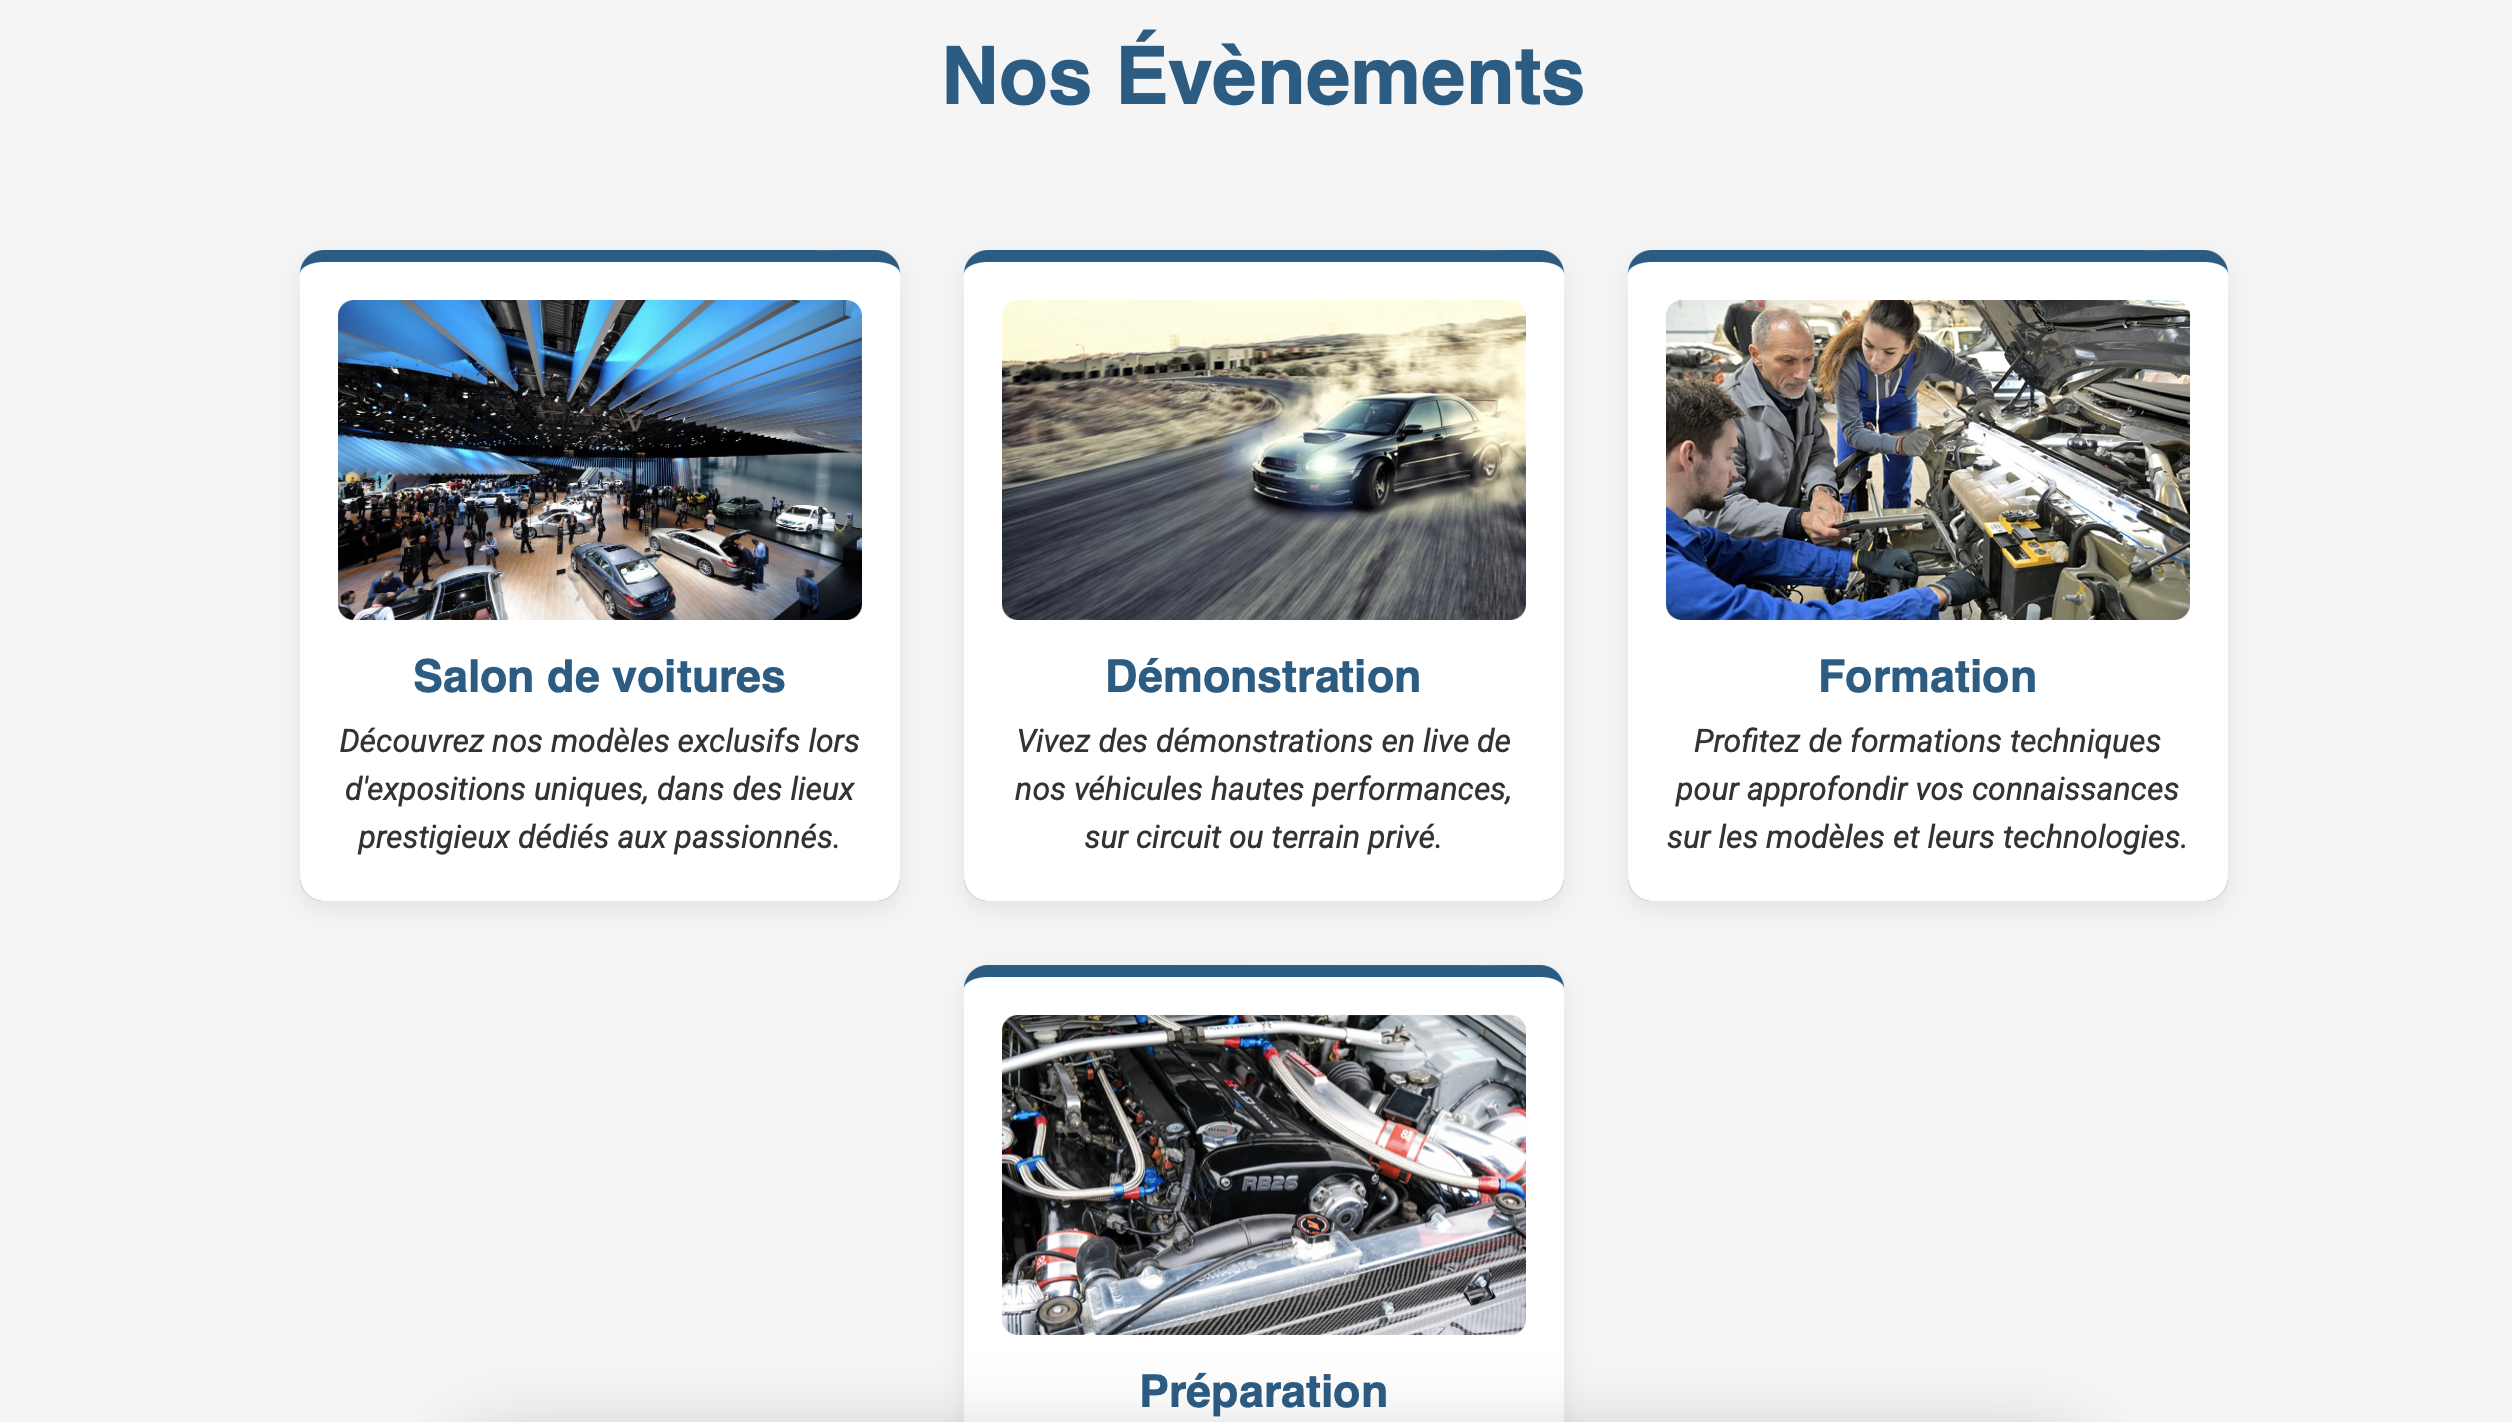 Nos Évènements
Salon de voitures
Découvrez nos modèles exclusifs lors
d'expositions uniques, dans des lieux
prestigieux dédiés aux passionnés.
Démonstration
Vivez des démonstrations en live de
nos véhicules hautes performances,
sur circuit ou terrain privé.
Formation
Profitez de formations techniques
pour approfondir vos connaissances
sur les modèles et leurs technologies.
RB26
Préparation